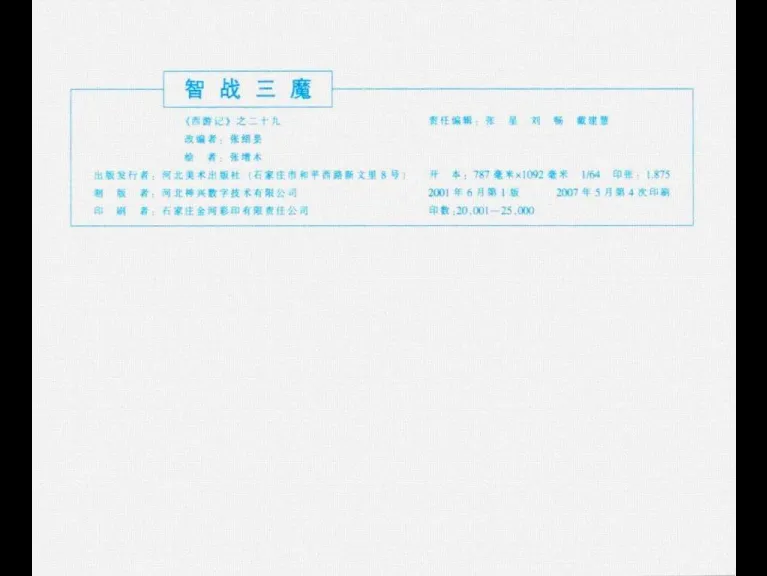 智战三魔
《西游记》之二十九
责任编辑：张 星 刘 畅 戴建慧
改编者：张绍晏
绘 者：张增木
出版发行者：河北美术出版社（石家庄市和平西路新文里8号）
开 本：787毫米×1092毫米 1/64 印张：1.875
制 版 者：河北神兴数字技术有限公司
2001年6月第1版 2007年5月第4次印刷
印 刷 者：石家庄金河彩印有限责任公司
印数：20,001—25,000